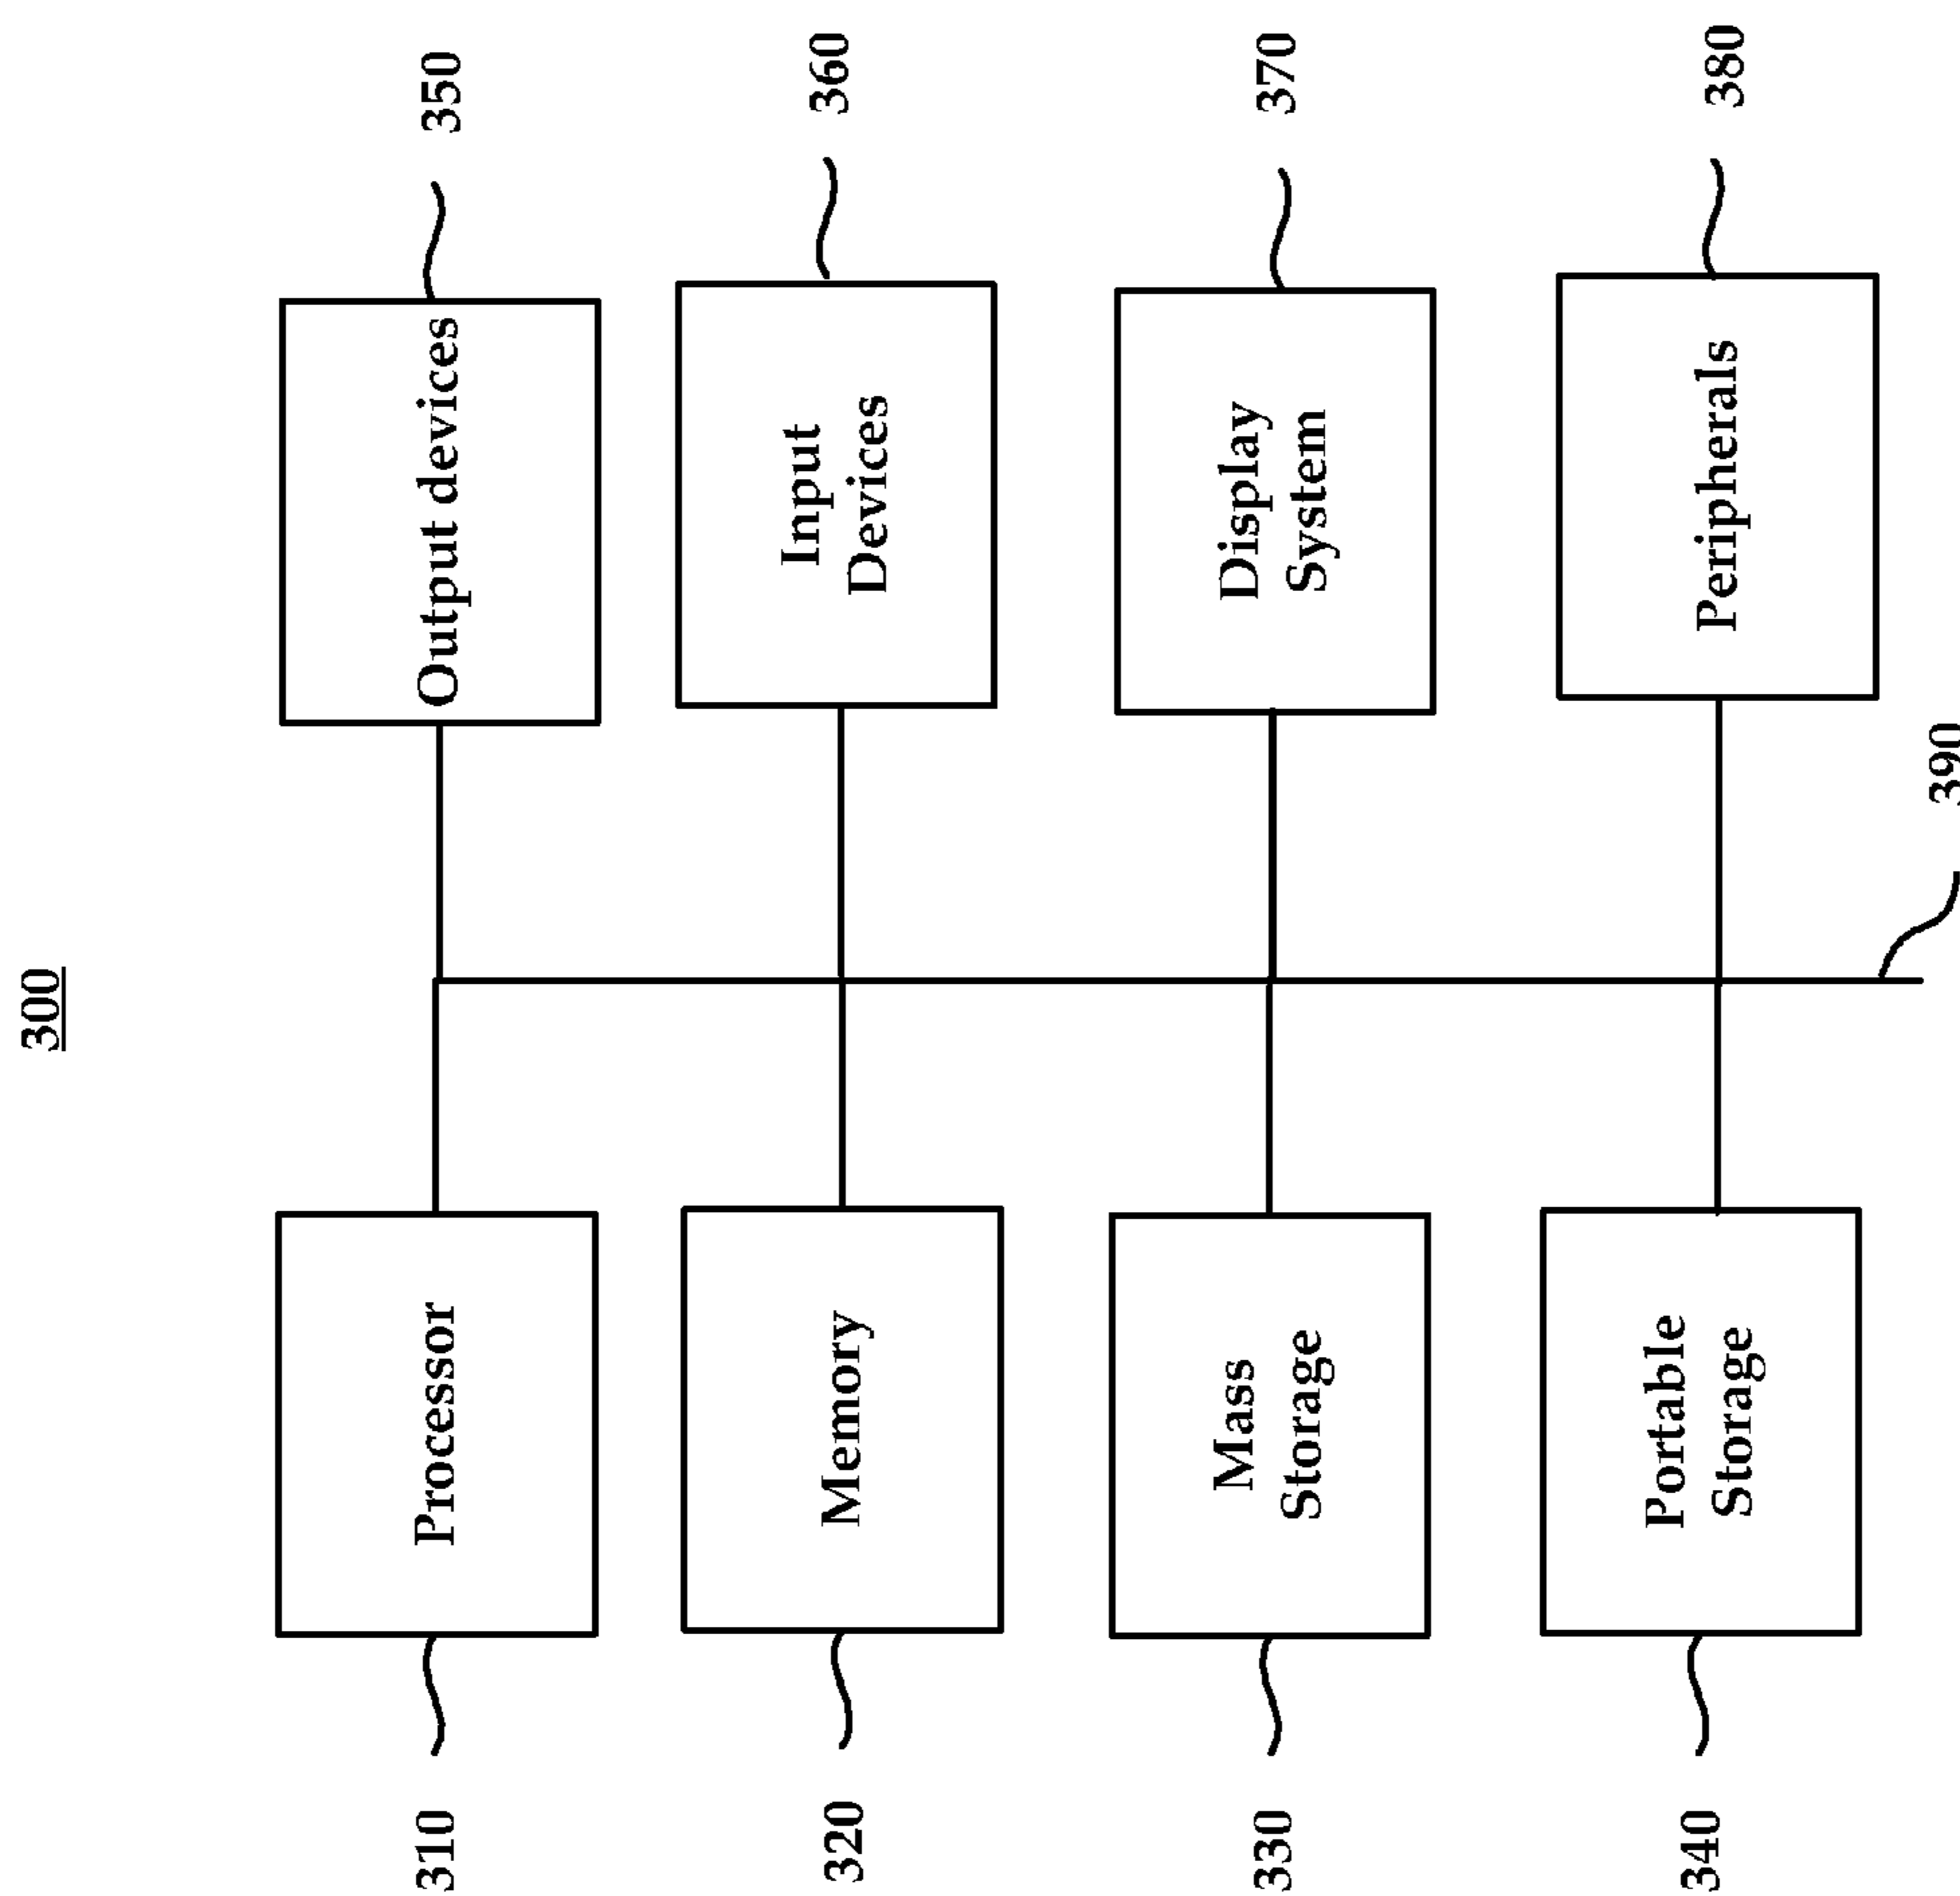 300
310
Processor
Output devices
350
320
Memory
Input
Devices
360
330
Mass
Storage
Display
System
370
340
Portable
Storage
Peripherals
380
390